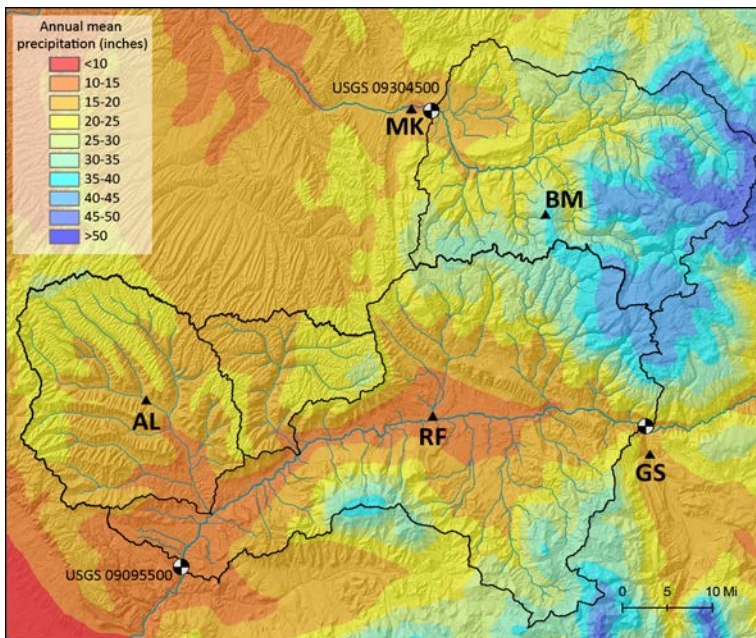 Annual mean
precipitation (inches)
<10
10-15
15-20
20-25
25-30
30-35
35-40
40-45
45-50
>50
USGS 09304500
MK
BM
AL
RF
GS
USGS 09095500
0 5 10 Mi